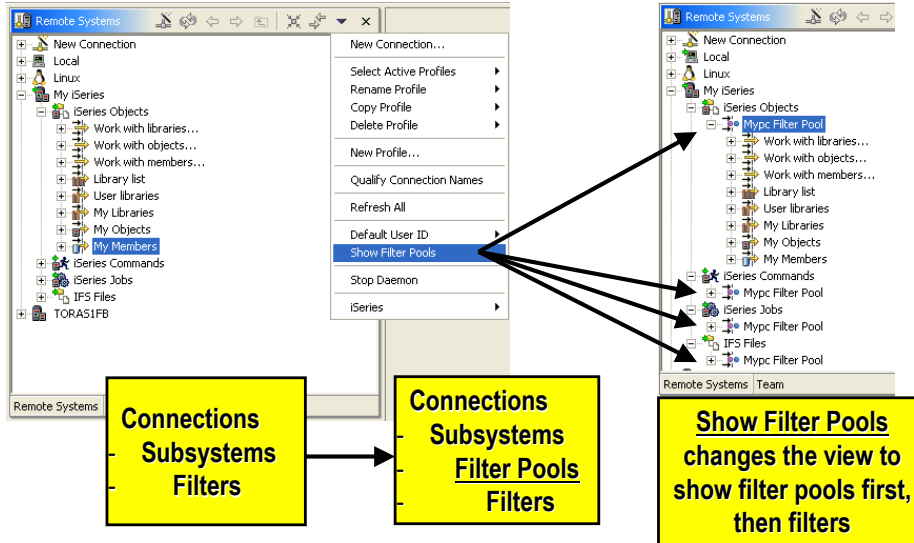 Remote Systems
New Connection
Local
Linux
My iSeries
iSeries Objects
Work with libraries...
Work with objects...
Work with members...
Library list
User libraries
My Libraries
My Objects
My Members
iSeries Commands
iSeries Jobs
IFS Files
TORAS1FB
Remote Systems
New Connection...
Select Active Profiles
Rename Profile
Copy Profile
Delete Profile
New Profile...
Qualify Connection Names
Refresh All
Default User ID
Show Filter Pools
Stop Daemon
iSeries
Remote Systems
New Connection
Local
Linux
My iSeries
iSeries Objects
Mypc Filter Pool
Work with libraries...
Work with objects...
Work with members...
Library list
User libraries
My Libraries
My Objects
My Members
iSeries Commands
Mypc Filter Pool
iSeries Jobs
Mypc Filter Pool
IFS Files
Mypc Filter Pool
Remote Systems Team
Connections
- Subsystems
- Filters
Connections
- Subsystems
- Filter Pools
- Filters
Show Filter Pools
changes the view to
show filter pools first,
then filters